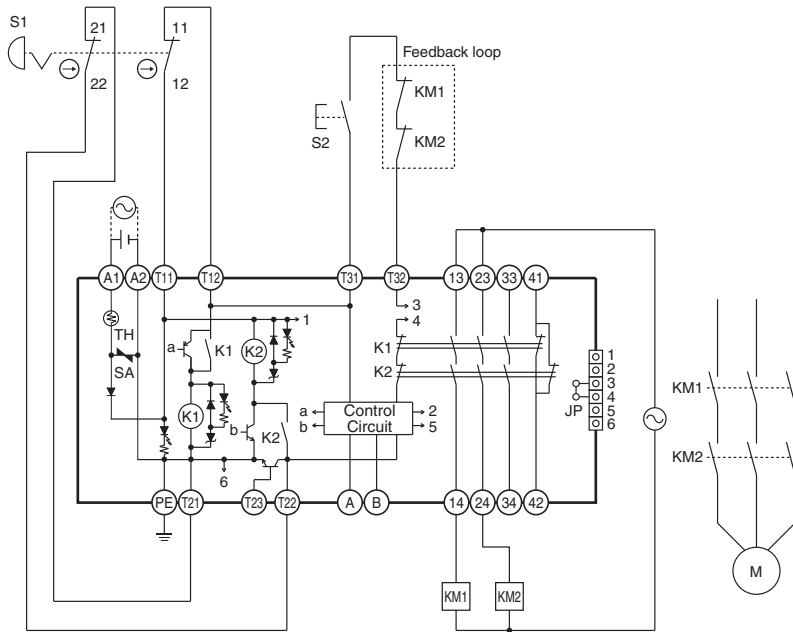 S1
21
11
22
12
Feedback loop
KM1
KM2
S2
A1
A2
T11
T12
T31
T32
13
23
33
41
3
4
1
TH
SA
a
K1
K2
K1
K2
K1
b
K2
6
a
b
Control
Circuit
2
5
JP
1
2
3
4
5
6
KM1
KM2
PE
T21
T23
T22
A
B
14
24
34
42
KM1
KM2
M